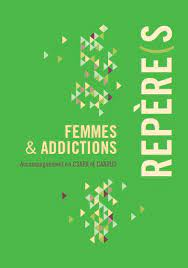 REPÈRE(S
FEMMES
& ADDICTIONS
Accompagnement en CSAPA et CAARUD